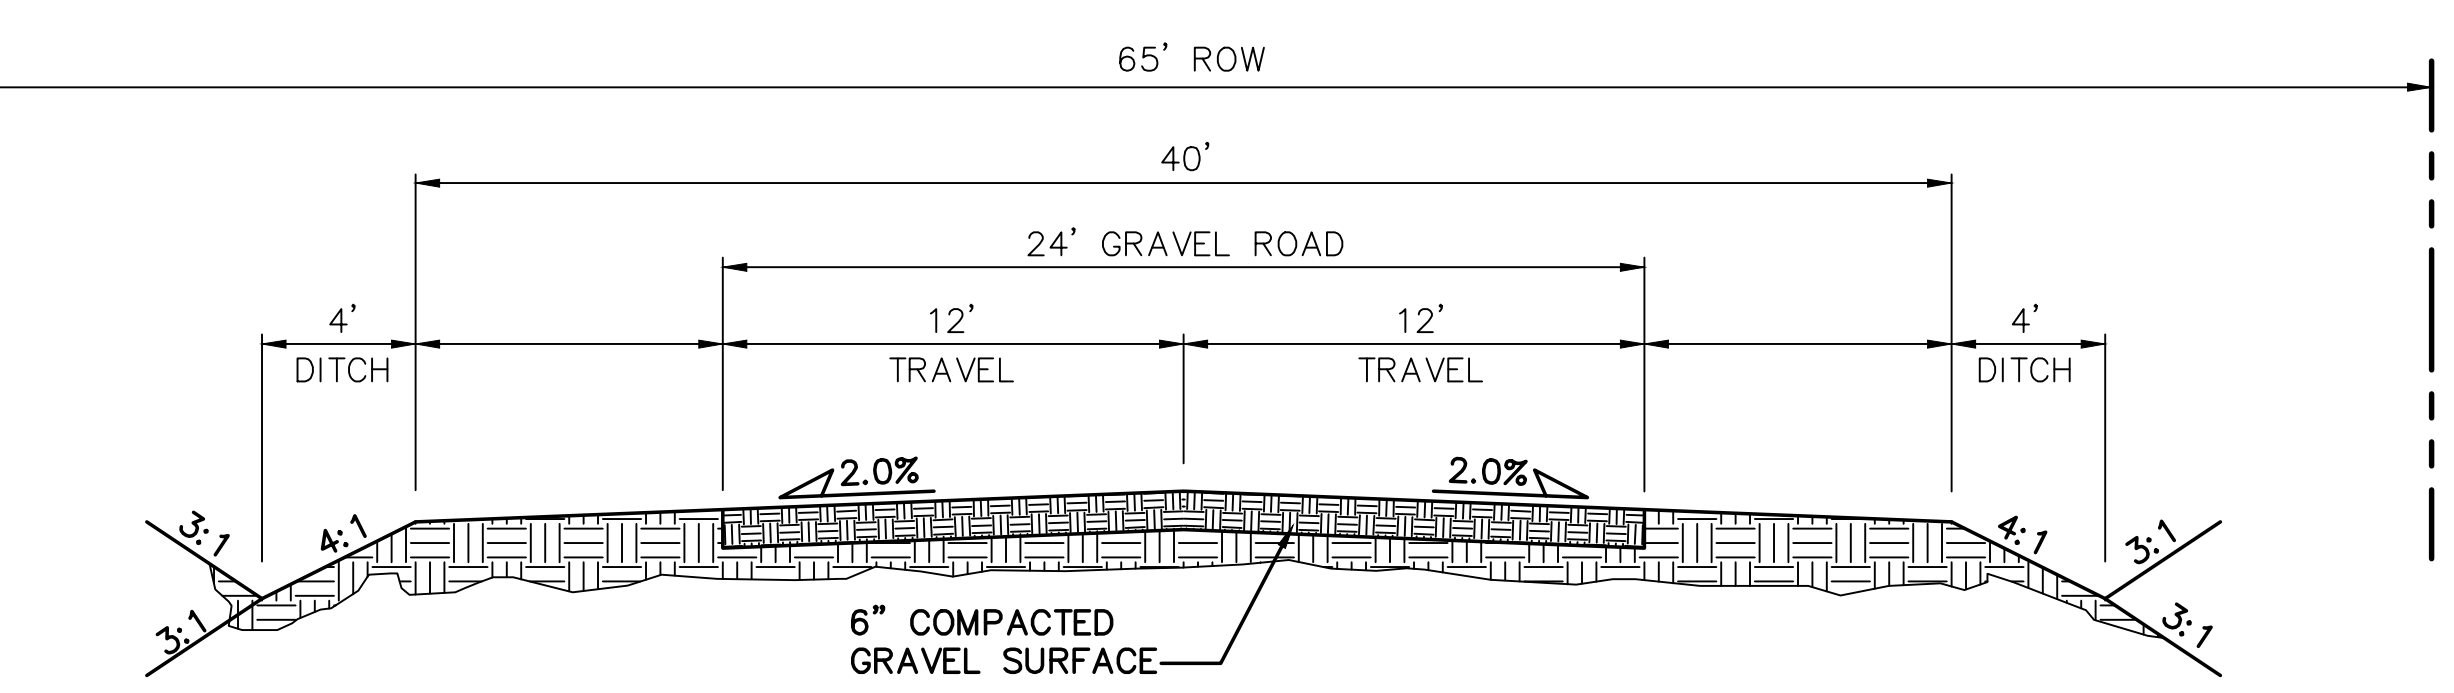 65' ROW
40'
24' GRAVEL ROAD
4'
12'
12'
4'
DITCH
TRAVEL
TRAVEL
DITCH
2.0%
2.0%
3:1
4:1
4:1
3:1
3:1
3:1
6" COMPACTED
GRAVEL SURFACE